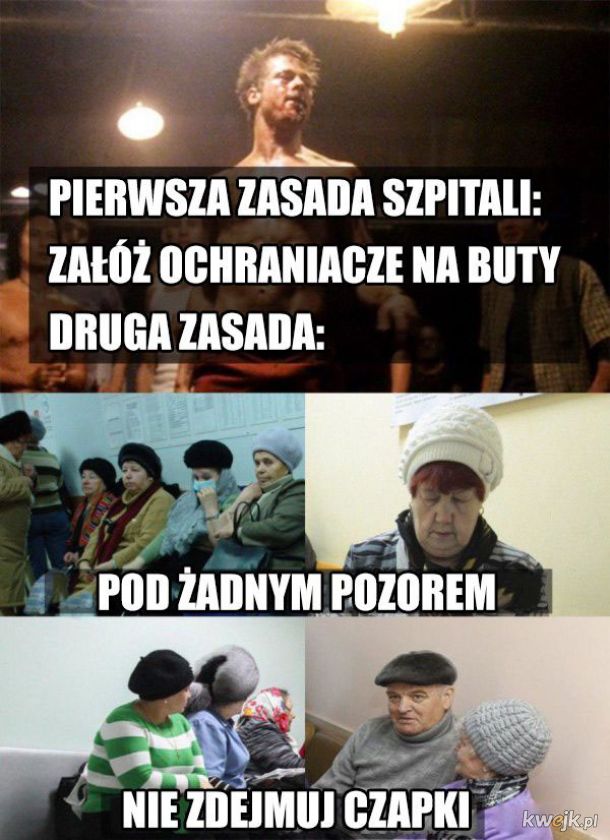 PIERWSZA ZASADA SZPITALI:
ZAŁÓŻ OCHRANIACZE NA BUTY
DRUGA ZASADA:
POD ŻADNYM POZOREM
NIE ZDEJMUJ CZAPKI
kwejk.pl